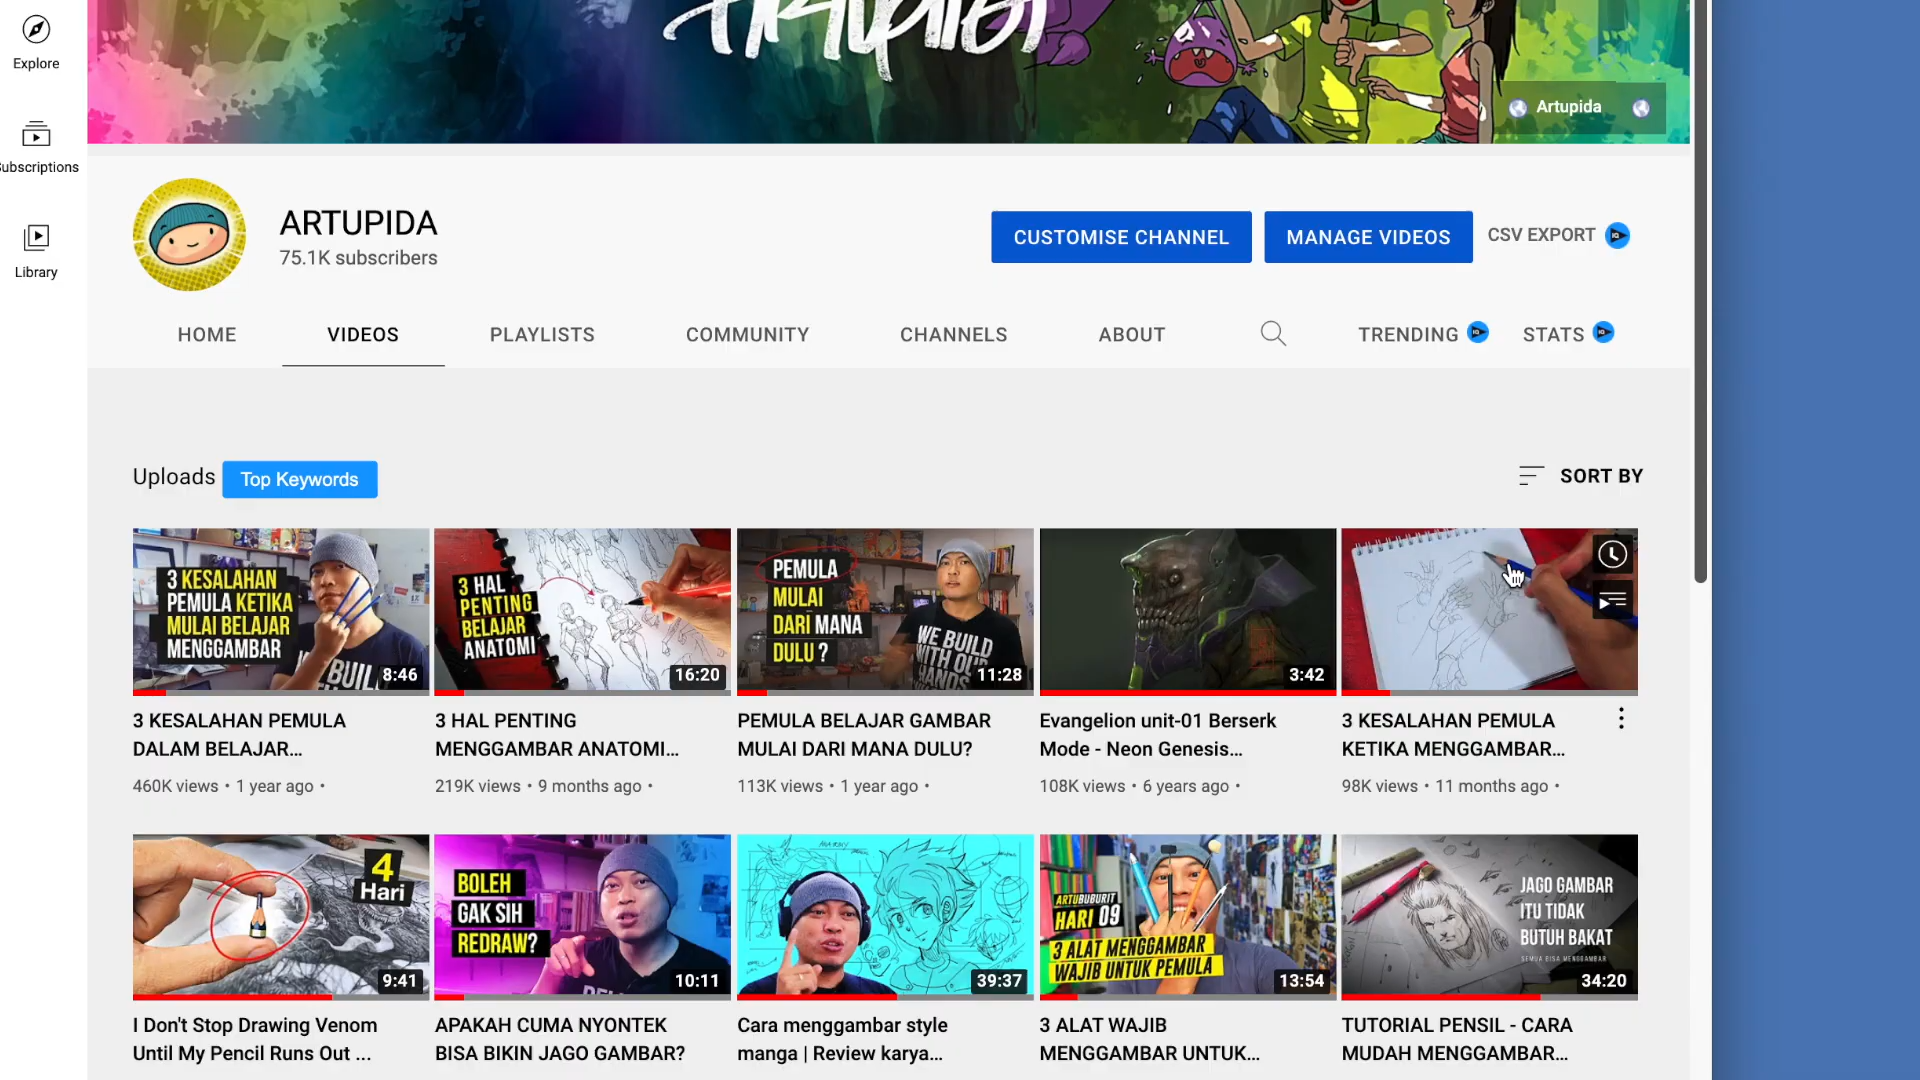 Explore
Subscriptions
Library
Artupida
ARTUPIDA
75.1K subscribers
CUSTOMISE CHANNEL
MANAGE VIDEOS
CSV EXPORT
HOME
VIDEOS
PLAYLISTS
COMMUNITY
CHANNELS
ABOUT
TRENDING
STATS
Uploads
Top Keywords
SORT BY
3 KESALAHAN
PEMULA KETIKA
MULAI BELAJAR
MENGGAMBAR
8:46
3 HAL
PENTING
BELAJAR
ANATOMI
16:20
PEMULA
MULAI
DARI MANA
DULU ?
WE BUILD
WITH OUR
HANDS
11:28
3:42
3 KESALAHAN PEMULA
DALAM BELAJAR...
460K views • 1 year ago •
3 HAL PENTING
MENGGAMBAR ANATOMI...
219K views • 9 months ago •
PEMULA BELAJAR GAMBAR
MULAI DARI MANA DULU?
113K views • 1 year ago •
Evangelion unit-01 Berserk
Mode - Neon Genesis...
108K views • 6 years ago •
3 KESALAHAN PEMULA
KETIKA MENGGAMBAR...
98K views • 11 months ago •
4
Hari
9:41
BOLEH
GAK SIH
REDRAW?
10:11
39:37
ARTUBUBURIT
HARI 09
3 ALAT MENGGAMBAR
WAJIB UNTUK PEMULA
13:54
JAGO GAMBAR
ITU TIDAK
BUTUH BAKAT
SEMUA BISA MENGGAMBAR
34:20
I Don't Stop Drawing Venom
Until My Pencil Runs Out ...
APAKAH CUMA NYONTEK
BISA BIKIN JAGO GAMBAR?
Cara menggambar style
manga | Review karya...
3 ALAT WAJIB
MENGGAMBAR UNTUK...
TUTORIAL PENSIL - CARA
MUDAH MENGGAMBAR...